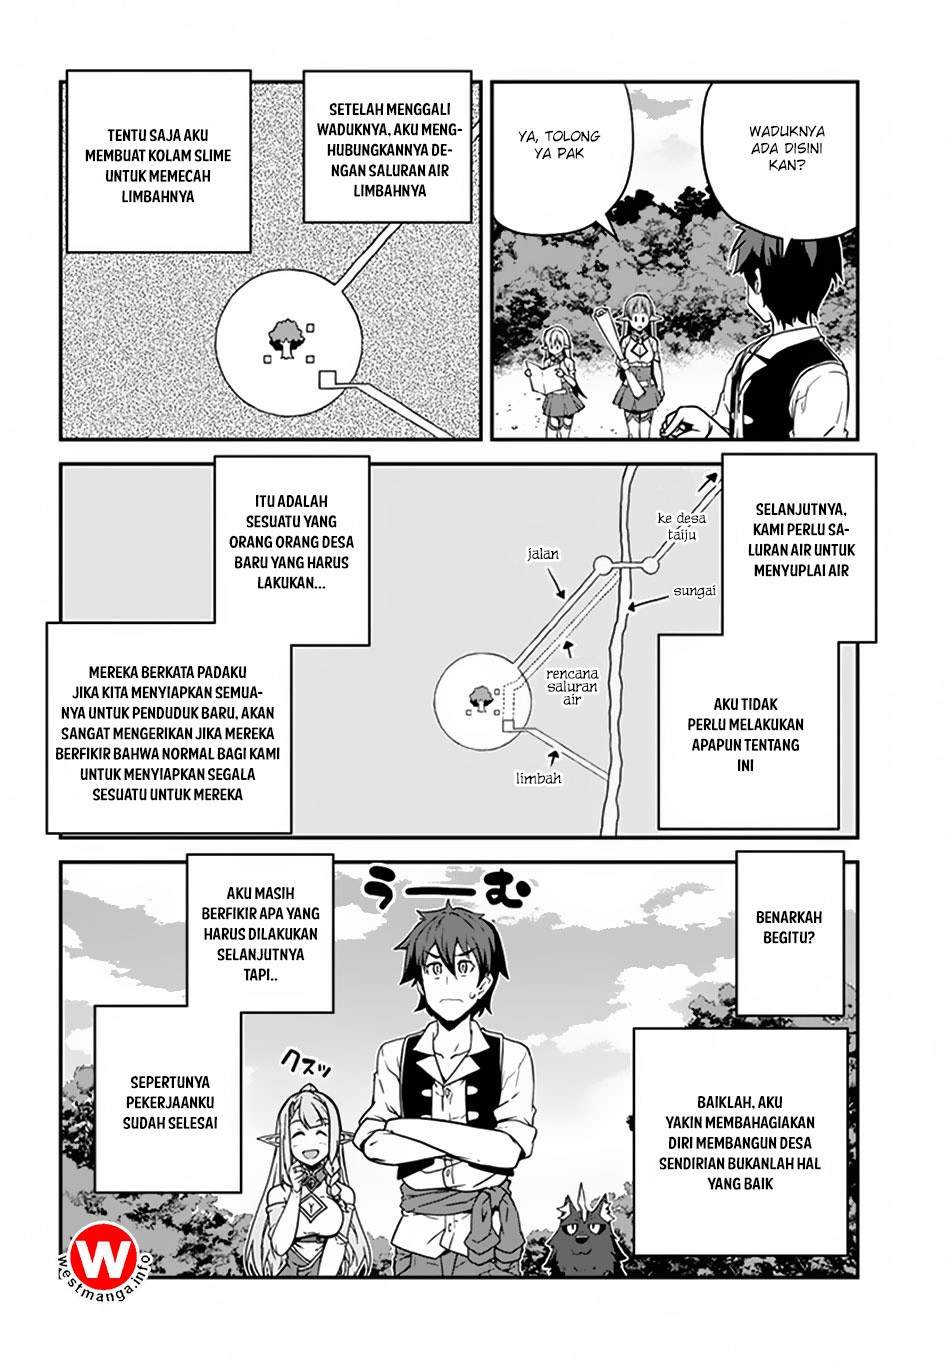 WADUKNYA
ADA DISINI
KAN?
YA, TOLONG
YA PAK
SETELAH MENGGALI
WADUKNYA, AKU MENG-
HUBUNGKANNYA DE-
NGAN SALURAN AIR
LIMBAHNYA
TENTU SAJA AKU
MEMBUAT KOLAM SLIME
UNTUK MEMECAH
LIMBAHNYA
SELANJUTNYA,
KAMI PERLU SA-
LURAN AIR UNTUK
MENYUPLAI AIR
ke desa
taiju
jalan
sungai
rencana
saluran
air
limbah
AKU TIDAK
PERLU MELAKUKAN
APAPUN TENTANG
INI
ITU ADALAH
SESUATU YANG
ORANG ORANG DESA
BARU YANG HARUS
LAKUKAN...
MEREKA BERKATA PADAKU
JIKA KITA MENYIAPKAN SEMUA-
NYA UNTUK PENDUDUK BARU, AKAN
SANGAT MENGERIKAN JIKA MEREKA
BERFIKIR BAHWA NORMAL BAGI KAMI
UNTUK MENYIAPKAN SEGALA
SESUATU UNTUK MEREKA
BENARKAH
BEGITU?
BAIKLAH, AKU
YAKIN MEMBAHAGIAKAN
DIRI MEMBANGUN DESA
SENDIRIAN BUKANLAH HAL
YANG BAIK
うーむ
AKU MASIH
BERFIKIR APA YANG
HARUS DILAKUKAN
SELANJUTNYA
TAPI..
クスッ
SEPERTUNYA
PEKERJAANKU
SUDAH SELESAI
W
westmanga.info